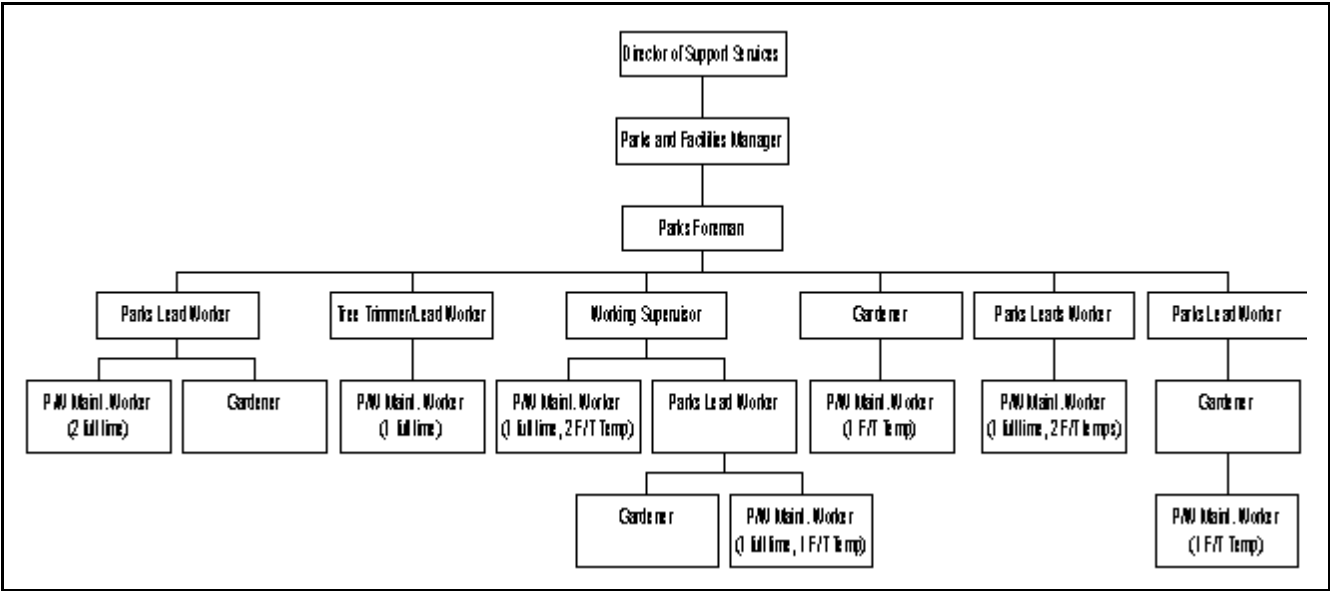 Director of Support Services
Parks and Facilities Manager
Parks Foreman
Parks Lead Worker
Tree Trimmer/Lead Worker
Working Supervisor
Gardener
Parks Leads Worker
Parks Lead Worker
P/W Maint. Worker
(2 full time)
Gardener
P/W Maint. Worker
(1 full time)
P/W Maint. Worker
(1 full time, 2 F/T Temp)
Parks Lead Worker
P/W Maint. Worker
(1 F/T Temp)
P/W Maint. Worker
(1 full time, 2 F/T temps)
Gardener
Gardener
P/W Maint. Worker
(1 full time, 1 F/T Temp)
P/W Maint. Worker
(1 F/T Temp)